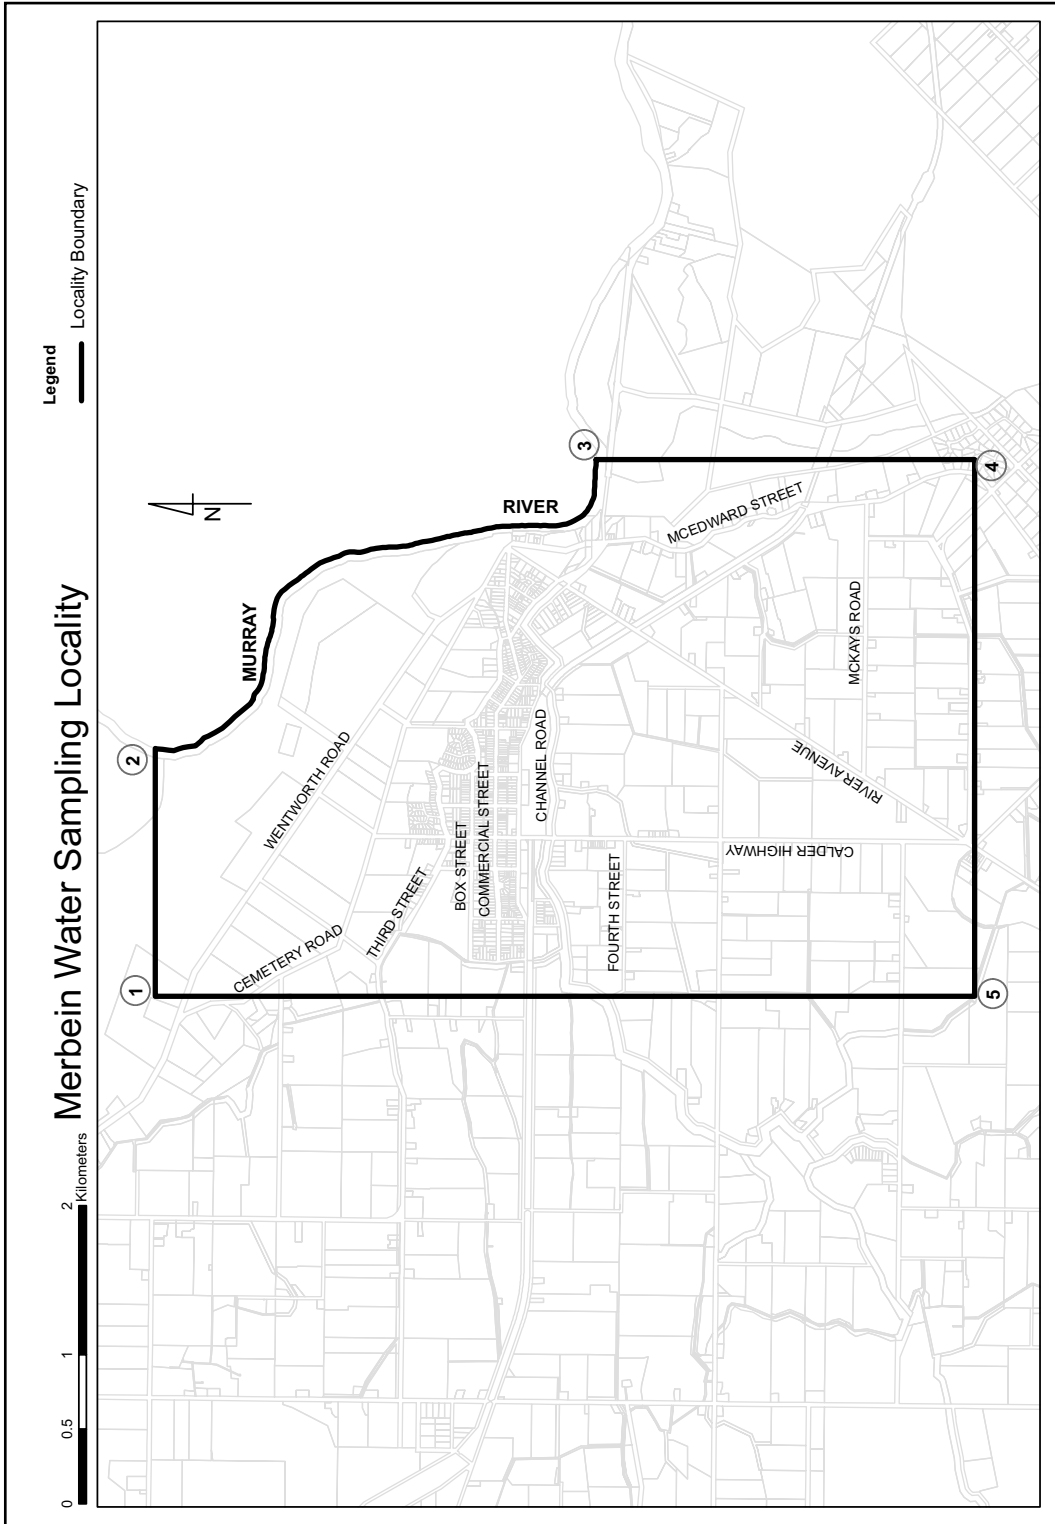 Merbein Water Sampling Locality
Legend
Locality Boundary
0 0.5 1 2
Kilometers
N
1
2
3
4
5
MURRAY
RIVER
WENTWORTH ROAD
CEMETERY ROAD
THIRD STREET
BOX STREET
COMMERCIAL STREET
CHANNEL ROAD
FOURTH STREET
MCEDWARD STREET
MCKAYS ROAD
RIVER AVENUE
CALDER HIGHWAY